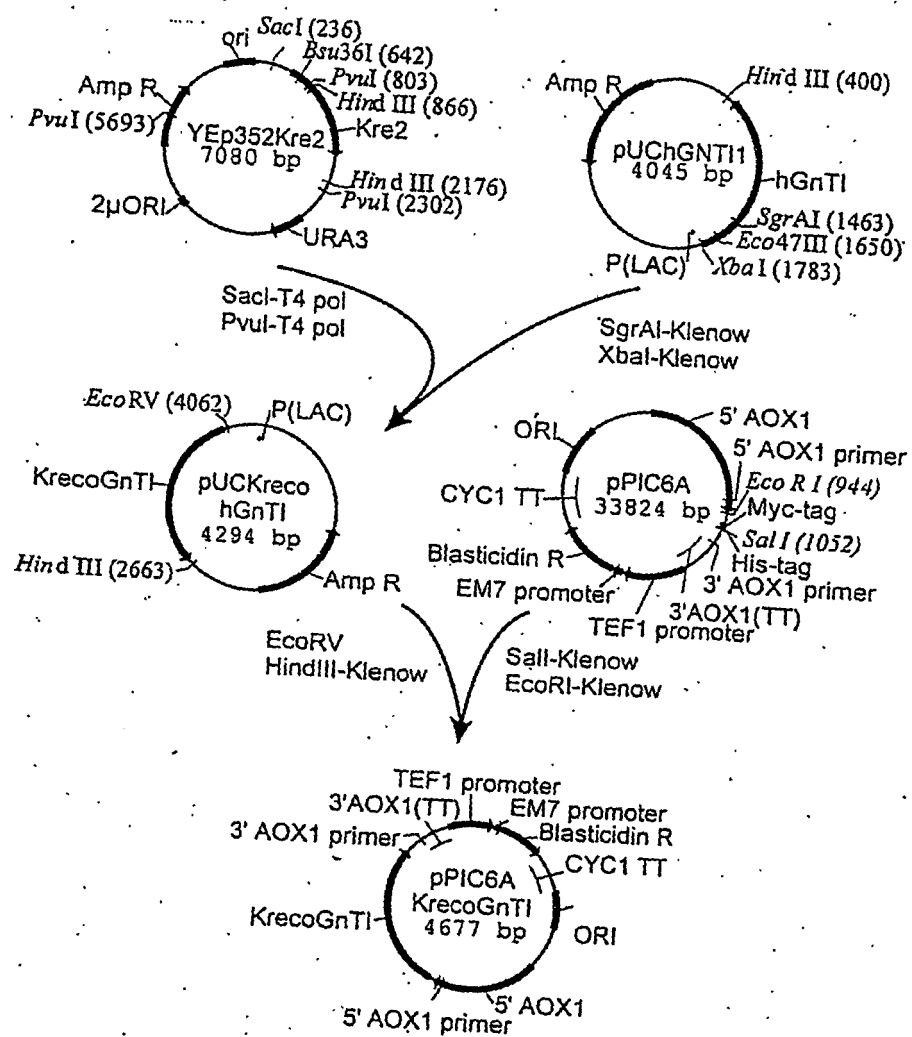 ori
SacI (236)
Bsu36I (642)
PvuI (803)
Hind III (866)
Kre2
Amp R
PvuI (5693)
YEp352Kre2
7080 bp
Hind III (2176)
PvuI (2302)
2µORI
URA3
Amp R
Hind III (400)
pUChGNTI1
4045 bp
hGnTI
SgrAI (1463)
Eco47III (1650)
XbaI (1783)
P(LAC)
SacI-T4 pol
PvuI-T4 pol
SgrAI-Klenow
XbaI-Klenow
EcoRV (4062)
P(LAC)
KrecoGnTI
pUCKreco
hGnTI
4294 bp
Hind III (2663)
Amp R
ORI
5' AOX1
5' AOX1 primer
Eco R I (944)
Myc-tag
Sal I (1052)
His-tag
3' AOX1 primer
3'AOX1(TT)
TEF1 promoter
EM7 promoter
Blasticidin R
CYC1 TT
pPIC6A
33824 bp
EcoRV
HindIII-Klenow
SalI-Klenow
EcoRI-Klenow
TEF1 promoter
3'AOX1(TT)
EM7 promoter
3' AOX1 primer
Blasticidin R
CYC1 TT
pPIC6A
KrecoGnTI
4677 bp
KrecoGnTI
ORI
5' AOX1
5' AOX1 primer